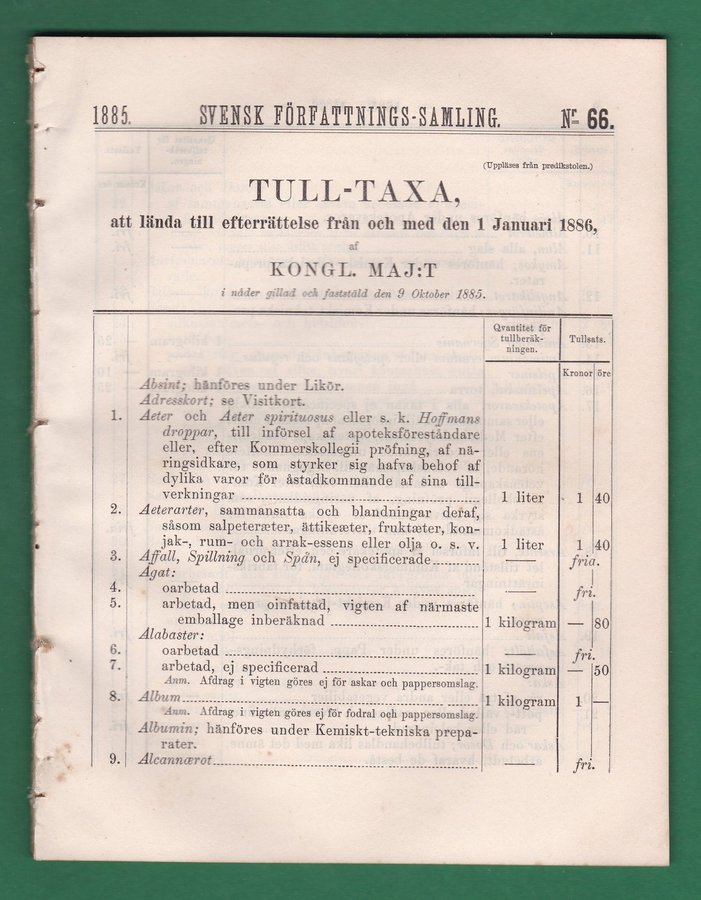 1885. SVENSK FÖRFATTNINGS-SAMLING. Nr 66.
(Uppläses från predikstolen.)
TULL-TAXA,
att lända till efterrättelse från och med den 1 Januari 1886,
af
KONGL. MAJ:T
i nåder gillad och faststäld den 9 Oktober 1885.
Qvantitet för
tullberäk-
ningen.
Tullsats.
Kronor öre
Absint; hänföres under Likör.
Adresskort; se Visitkort.
1. Aeter och Aeter spirituosus eller s. k. Hoffmans
droppar, till införsel af apoteksföreståndare
eller, efter Kommerskollegii pröfning, af nä-
ringsidkare, som styrker sig hafva behof af
dylika varor för åstadkommande af sina till-
verkningar 1 liter 1 40
2. Aeterarter, sammansatta och blandningar deraf,
såsom salpeteræter, ättikeæter, fruktæter, kon-
jak-, rum- och arrak-essens eller olja o. s. v. 1 liter 1 40
3. Affall, Spillning och Spån, ej specificerade fria.
Agat:
4. oarbetad — fri.
5. arbetad, men oinfattad, vigten af närmaste
emballage inberäknad 1 kilogram — 80
Alabaster:
6. oarbetad — fri.
7. arbetad, ej specificerad 1 kilogram — 50
Anm. Afdrag i vigten göres ej för askar och pappersomslag.
8. Album 1 kilogram 1 —
Anm. Afdrag i vigten göres ej för fodral och pappersomslag.
Albumin; hänföres under Kemiskt-tekniska prepa-
rater.
9. Alcannærot — fri.